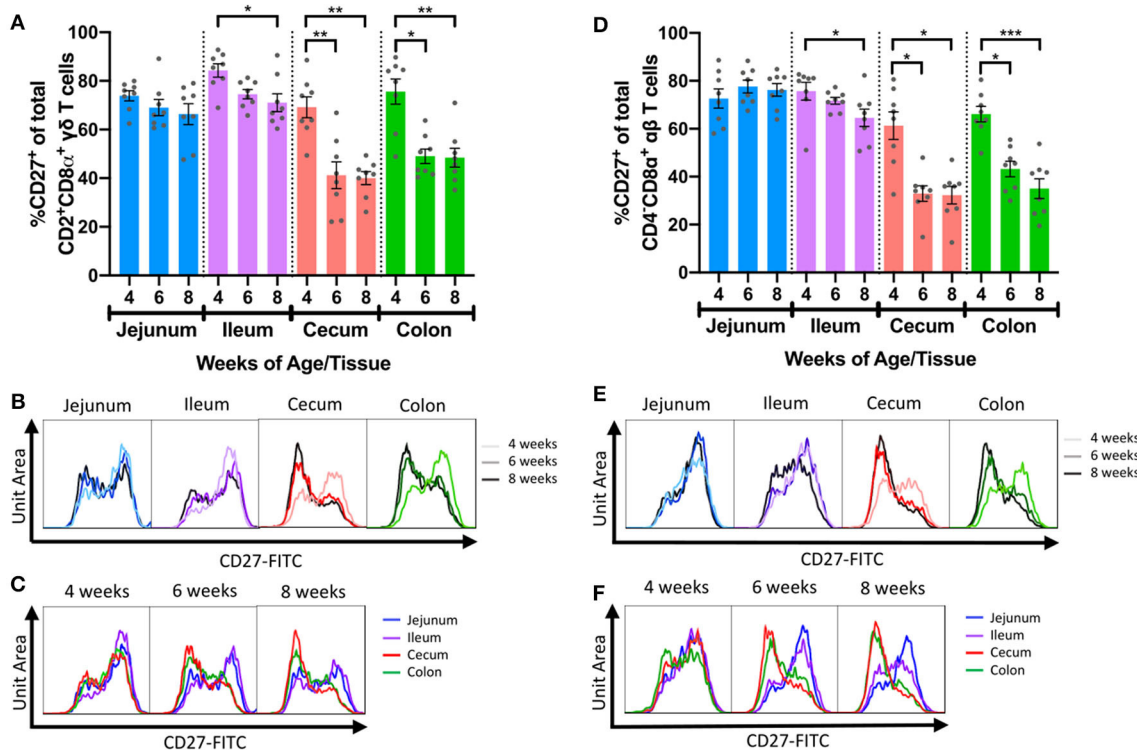 A
%CD27+ of total
CD2+CD8α+ γδ T cells
100
80
60
40
20
0
*
**
**
**
*
4 6 8 4 6 8 4 6 8 4 6 8
Jejunum Ileum Cecum Colon
Weeks of Age/Tissue
D
%CD27+ of total
CD4-CD8α+ αβ T cells
100
80
60
40
20
0
*
*
*
***
*
4 6 8 4 6 8 4 6 8 4 6 8
Jejunum Ileum Cecum Colon
Weeks of Age/Tissue
B
Jejunum Ileum Cecum Colon
Unit Area
4 weeks
6 weeks
8 weeks
CD27-FITC
E
Jejunum Ileum Cecum Colon
Unit Area
4 weeks
6 weeks
8 weeks
CD27-FITC
C
4 weeks 6 weeks 8 weeks
Unit Area
Jejunum
Ileum
Cecum
Colon
CD27-FITC
F
4 weeks 6 weeks 8 weeks
Unit Area
Jejunum
Ileum
Cecum
Colon
CD27-FITC